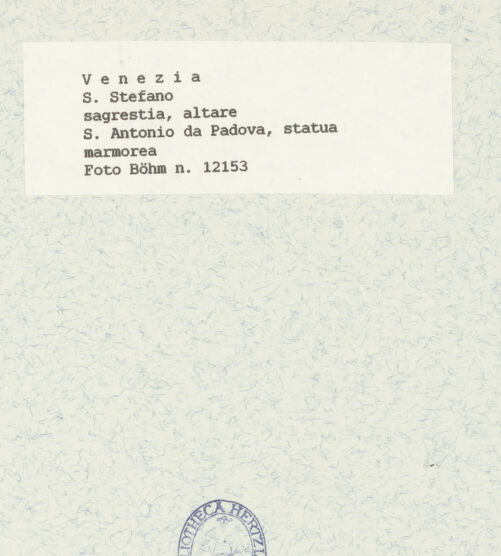 V e n e z i a
S. Stefano
sagrestia, altare
S. Antonio da Padova, statua
marmorea
Foto Böhm n. 12153